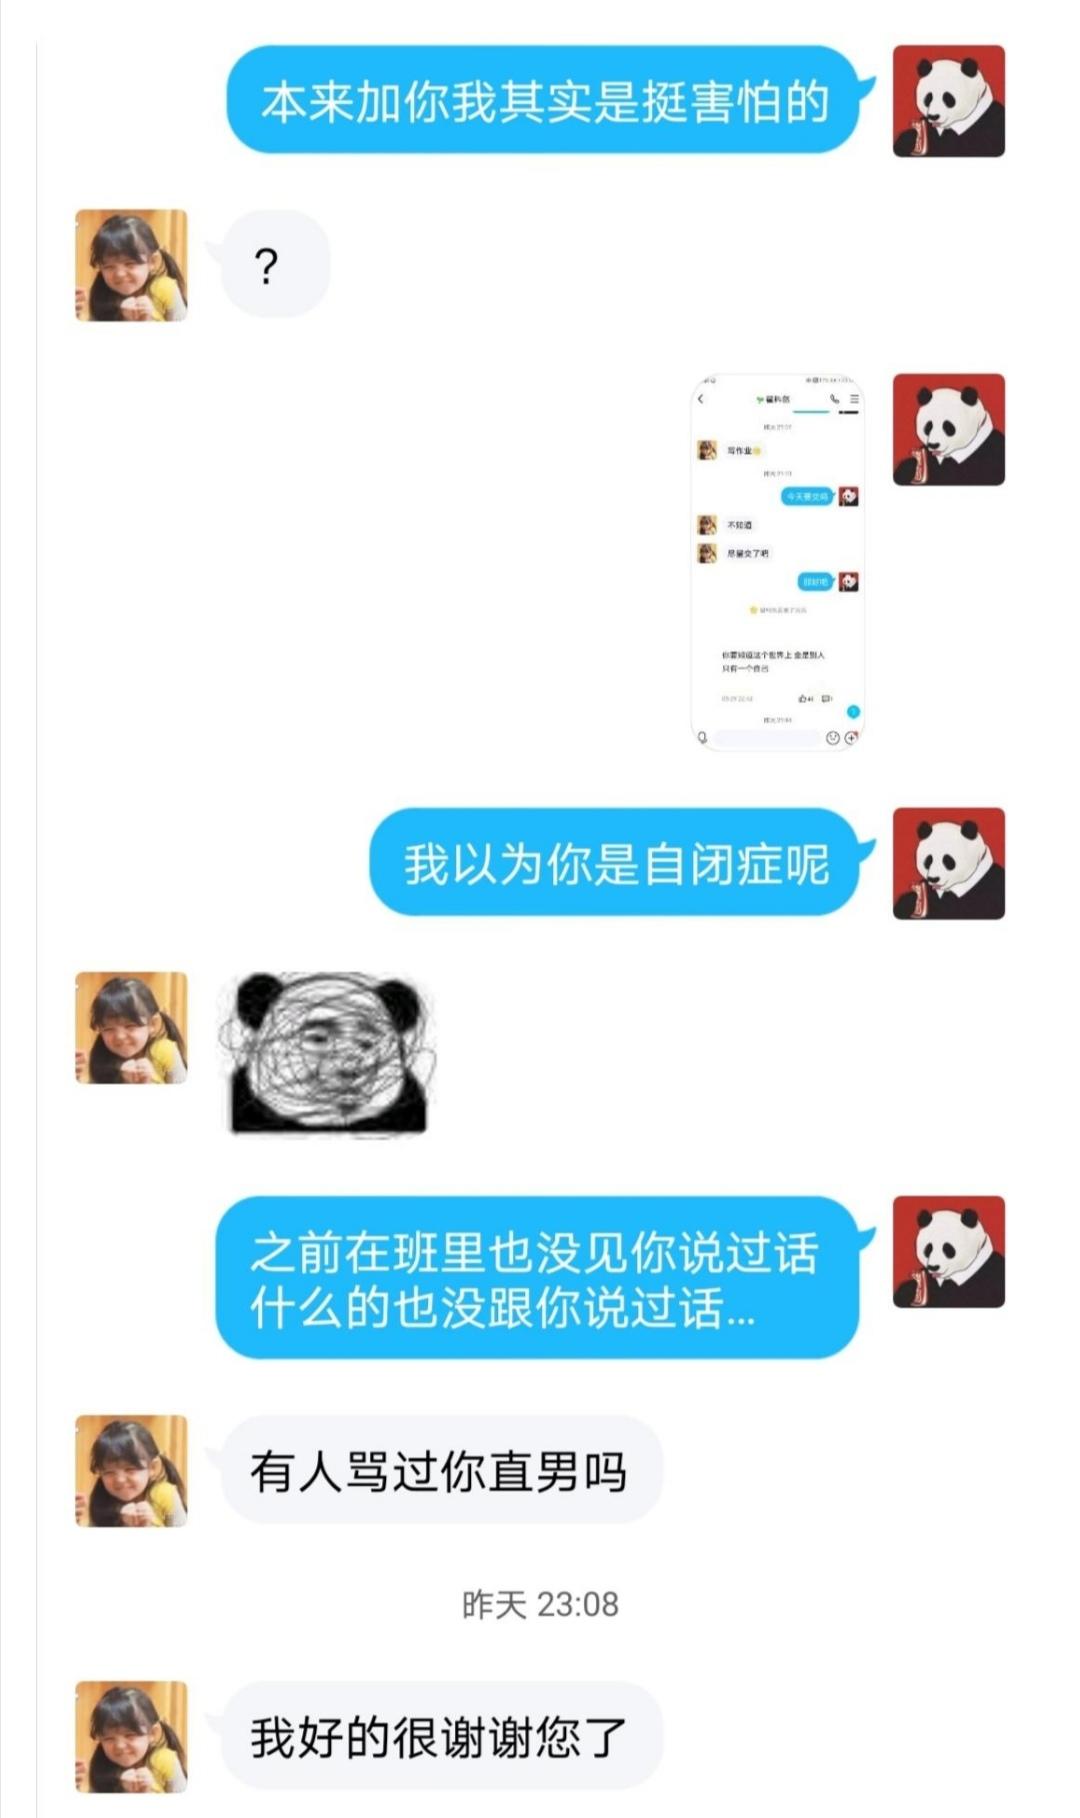 本来加你我其实是挺害怕的
?
写作业
今天要交吗
不知道
尽量交了吧
那好吧
你要知道这个世界上 全是别人
只有一个自己
我以为你是自闭症呢
之前在班里也没见你说过话
什么的也没跟你说过话...
有人骂过你直男吗
昨天 23:08
我好的很谢谢您了